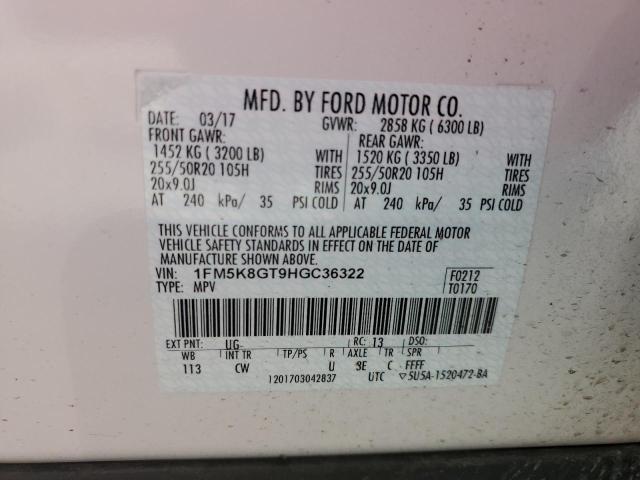 MFD. BY FORD MOTOR CO.
DATE: 03/17 GVWR: 2858 KG ( 6300 LB)
FRONT GAWR: REAR GAWR:
1452 KG ( 3200 LB) WITH 1520 KG ( 3350 LB) WITH
255/50R20 105H TIRES 255/50R20 105H TIRES
20x9.0J RIMS 20x9.0J RIMS
AT 240 kPa/ 35 PSI COLD AT 240 kPa/ 35 PSI COLD
THIS VEHICLE CONFORMS TO ALL APPLICABLE FEDERAL MOTOR
VEHICLE SAFETY STANDARDS IN EFFECT ON THE DATE OF
MANUFACTURE SHOWN ABOVE.
VIN: 1FM5K8GT9HGC36322 F0212
TYPE: MPV T0170
EXT PNT: UG RC: 13 DSO:
WB INT TR TP/PS R AXLE TR SPR
113 CW U 3E C FFFF
1201703042837 UTC ▽5U5A-1520472-BA